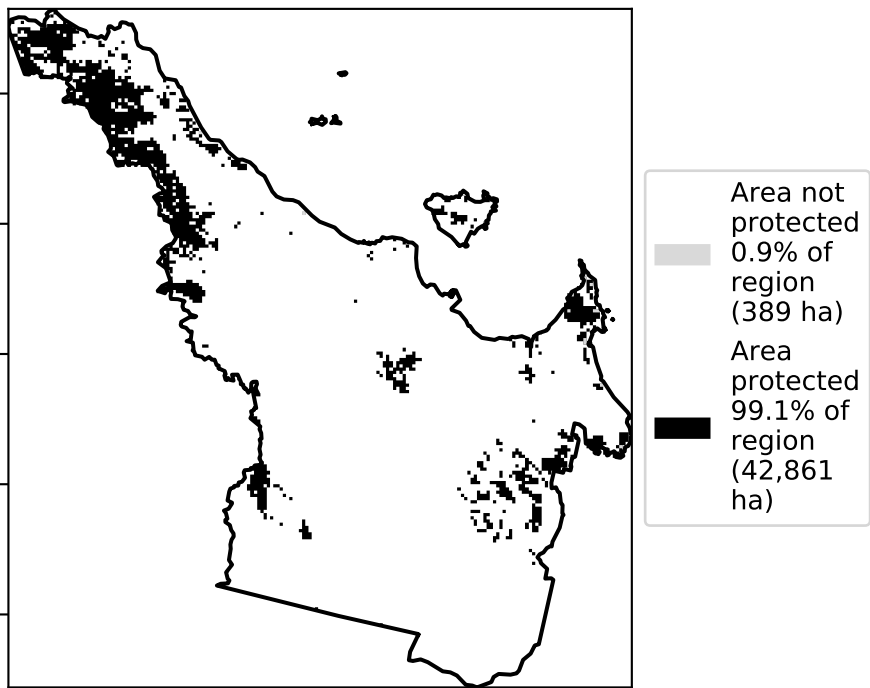 Area not
protected
0.9% of
region
(389 ha)
Area
protected
99.1% of
region
(42,861
ha)